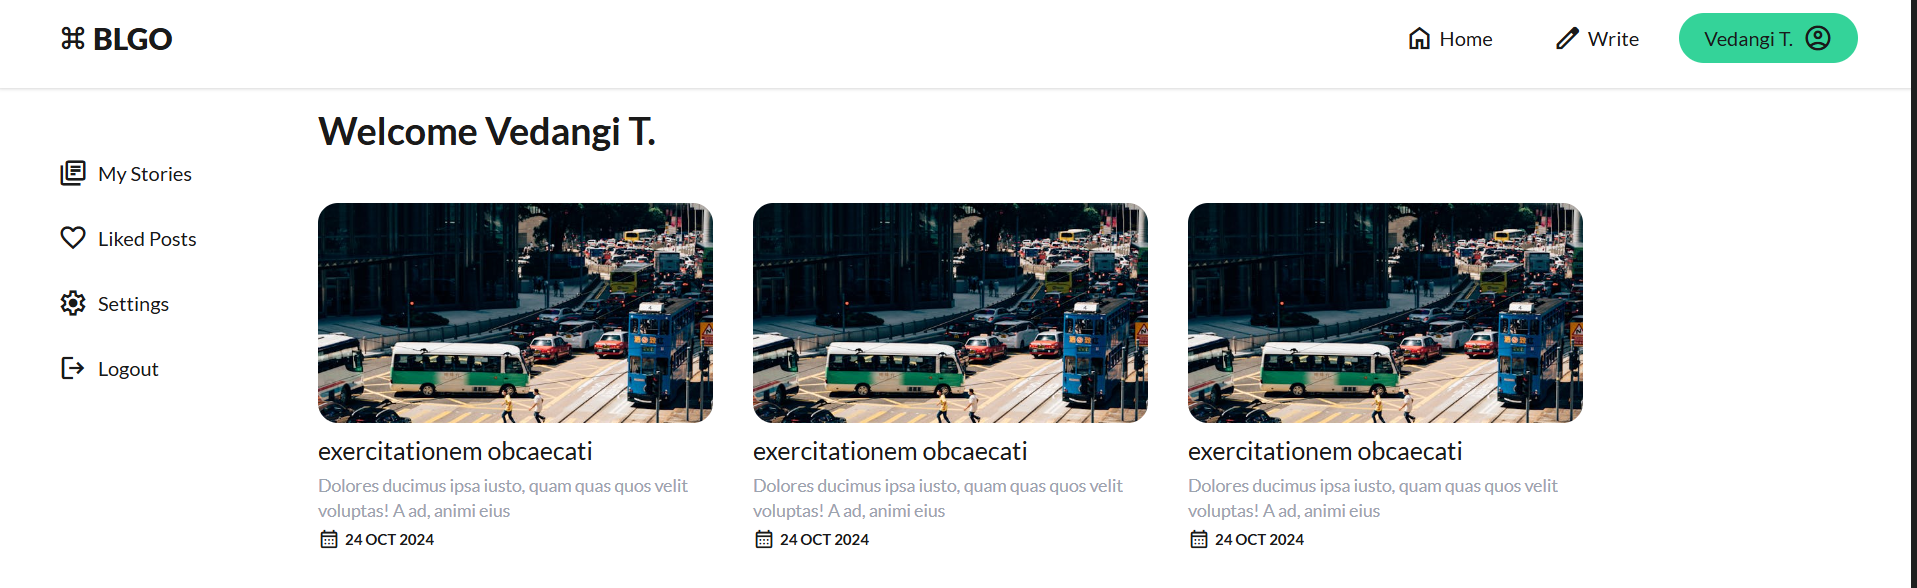 ⌘ BLGO
Home
Write
Vedangi T.
Welcome Vedangi T.
My Stories
Liked Posts
Settings
Logout
exercitationem obcaecati
Dolores ducimus ipsa iusto, quam quas quos velit
voluptas! A ad, animi eius
24 OCT 2024
exercitationem obcaecati
Dolores ducimus ipsa iusto, quam quas quos velit
voluptas! A ad, animi eius
24 OCT 2024
exercitationem obcaecati
Dolores ducimus ipsa iusto, quam quas quos velit
voluptas! A ad, animi eius
24 OCT 2024